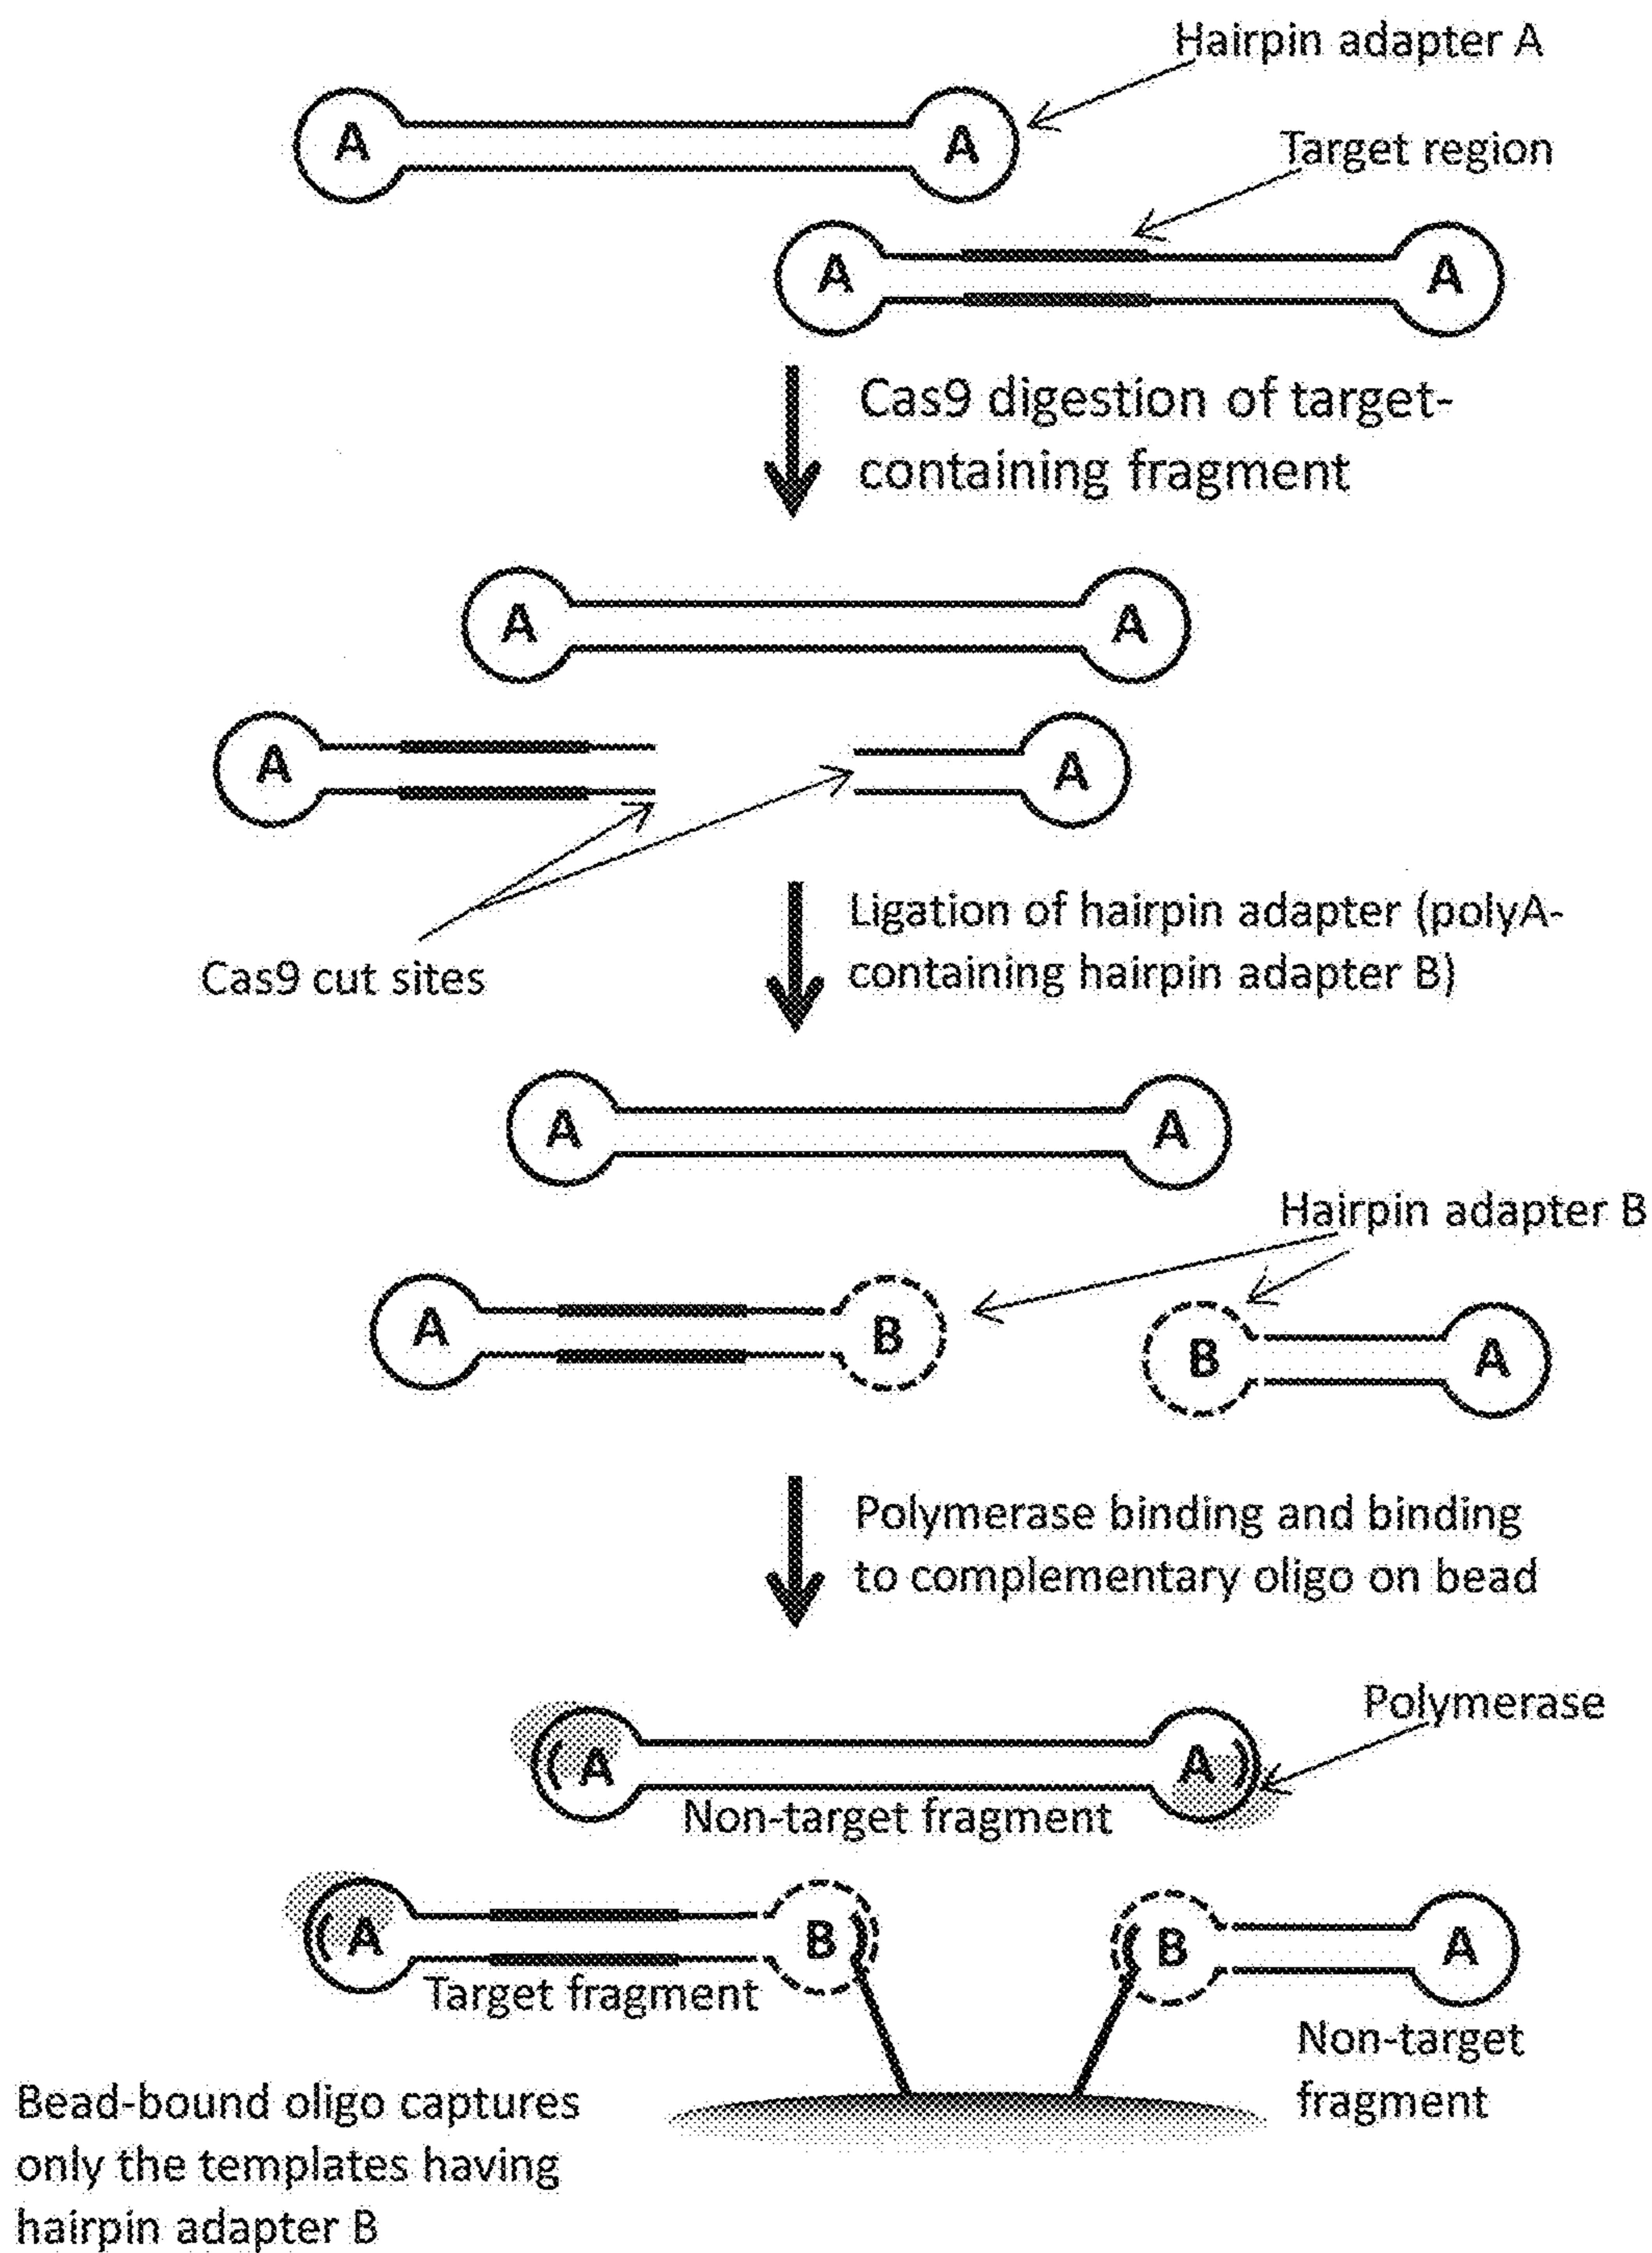 Hairpin adapter A
A
A
Target region
A
A
Cas9 digestion of target-
containing fragment
A
A
A
A
Cas9 cut sites
Ligation of hairpin adapter (polyA-
containing hairpin adapter B)
A
A
Hairpin adapter B
A
B
B
A
Polymerase binding and binding
to complementary oligo on bead
Polymerase
A
A
Non-target fragment
A
B
B
A
Target fragment
Non-target
fragment
Bead-bound oligo captures
only the templates having
hairpin adapter B